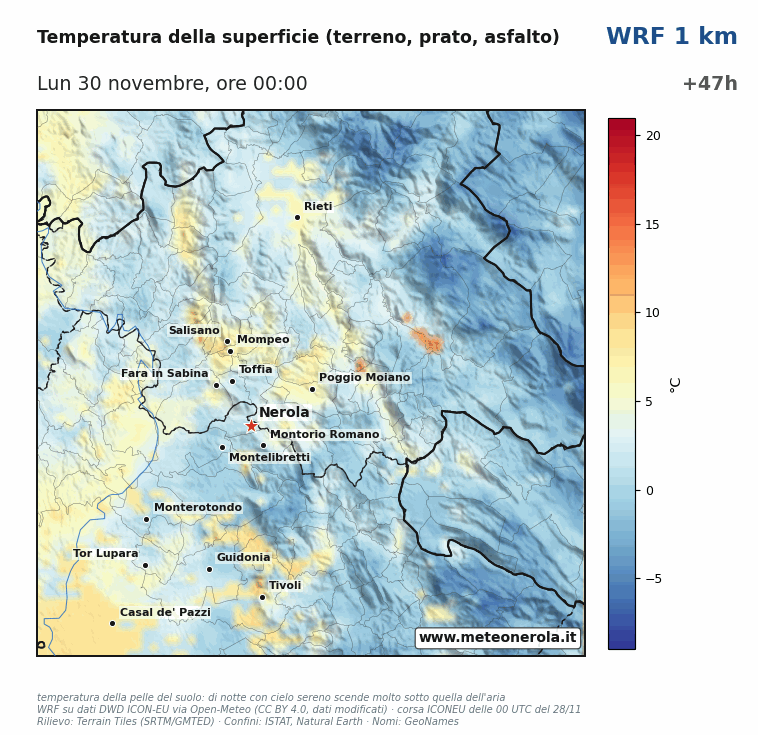 Temperatura della superficie (terreno, prato, asfalto)
WRF 1 km
Lun 30 novembre, ore 00:00
+47h
Rieti
Salisano
Mompeo
Fara in Sabina
Toffia
Poggio Moiano
Nerola
Montorio Romano
Montelibretti
Monterotondo
Tor Lupara
Guidonia
Tivoli
Casal de' Pazzi
www.meteonerola.it
20
15
10
5
0
−5
°C
temperatura della pelle del suolo: di notte con cielo sereno scende molto sotto quella dell'aria
WRF su dati DWD ICON-EU via Open-Meteo (CC BY 4.0, dati modificati) · corsa ICONEU delle 00 UTC del 28/11
Rilievo: Terrain Tiles (SRTM/GMTED) · Confini: ISTAT, Natural Earth · Nomi: GeoNames